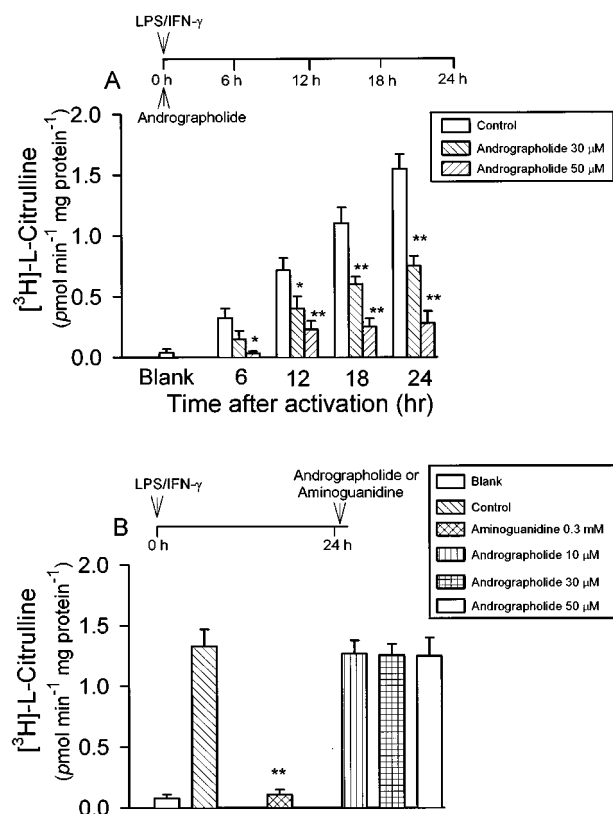 LPS/IFN-γ
A
0 h
6 h
12 h
18 h
24 h
Andrographolide
2.0
1.5
1.0
0.5
0.0
[³H]-L-Citrulline
(pmol min⁻¹ mg protein⁻¹)
Control
Andrographolide 30 µM
Andrographolide 50 µM
*
*
**
**
**
**
**
Blank
6
12
18
24
Time after activation (hr)
LPS/IFN-γ
Andrographolide or
Aminoguanidine
B
0 h
24 h
Blank
Control
Aminoguanidine 0.3 mM
Andrographolide 10 µM
Andrographolide 30 µM
Andrographolide 50 µM
2.0
1.5
1.0
0.5
0.0
[³H]-L-Citrulline
(pmol min⁻¹ mg protein⁻¹)
**